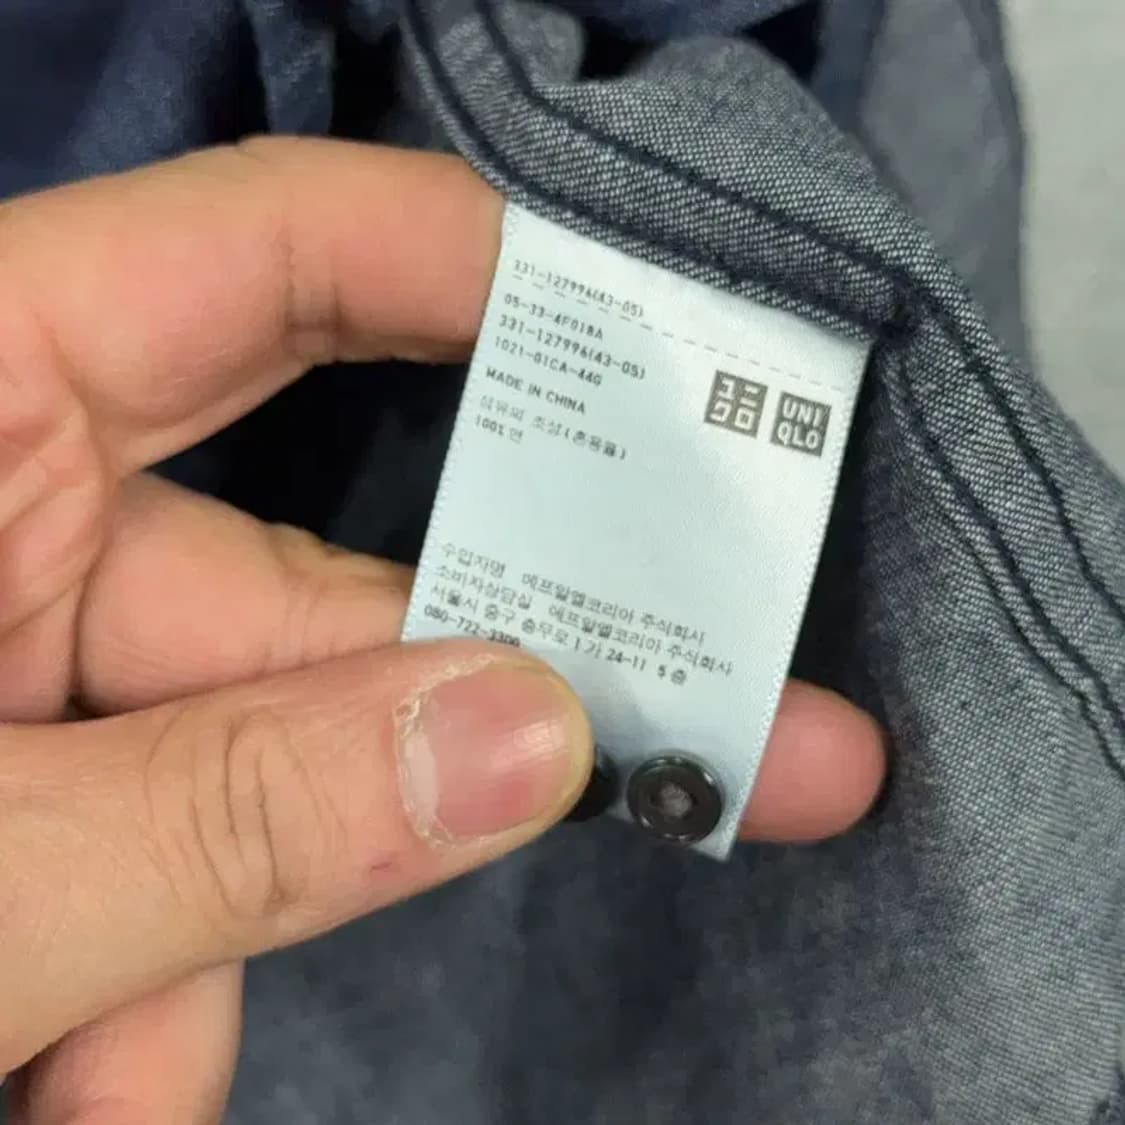 331-127996(43-05)
05-33-4F018A
331-127996(43-05)
1021-01CA-44G
MADE IN CHINA
섬유의 조성(혼용율)
100% 면
ユニ
クロ
UNI
QLO
수입자명 에프알엘코리아 주식회사
소비자상담실 에프알엘코리아 주식회사
서울시 중구 충무로 1가 24-11 5층
080-722-3300